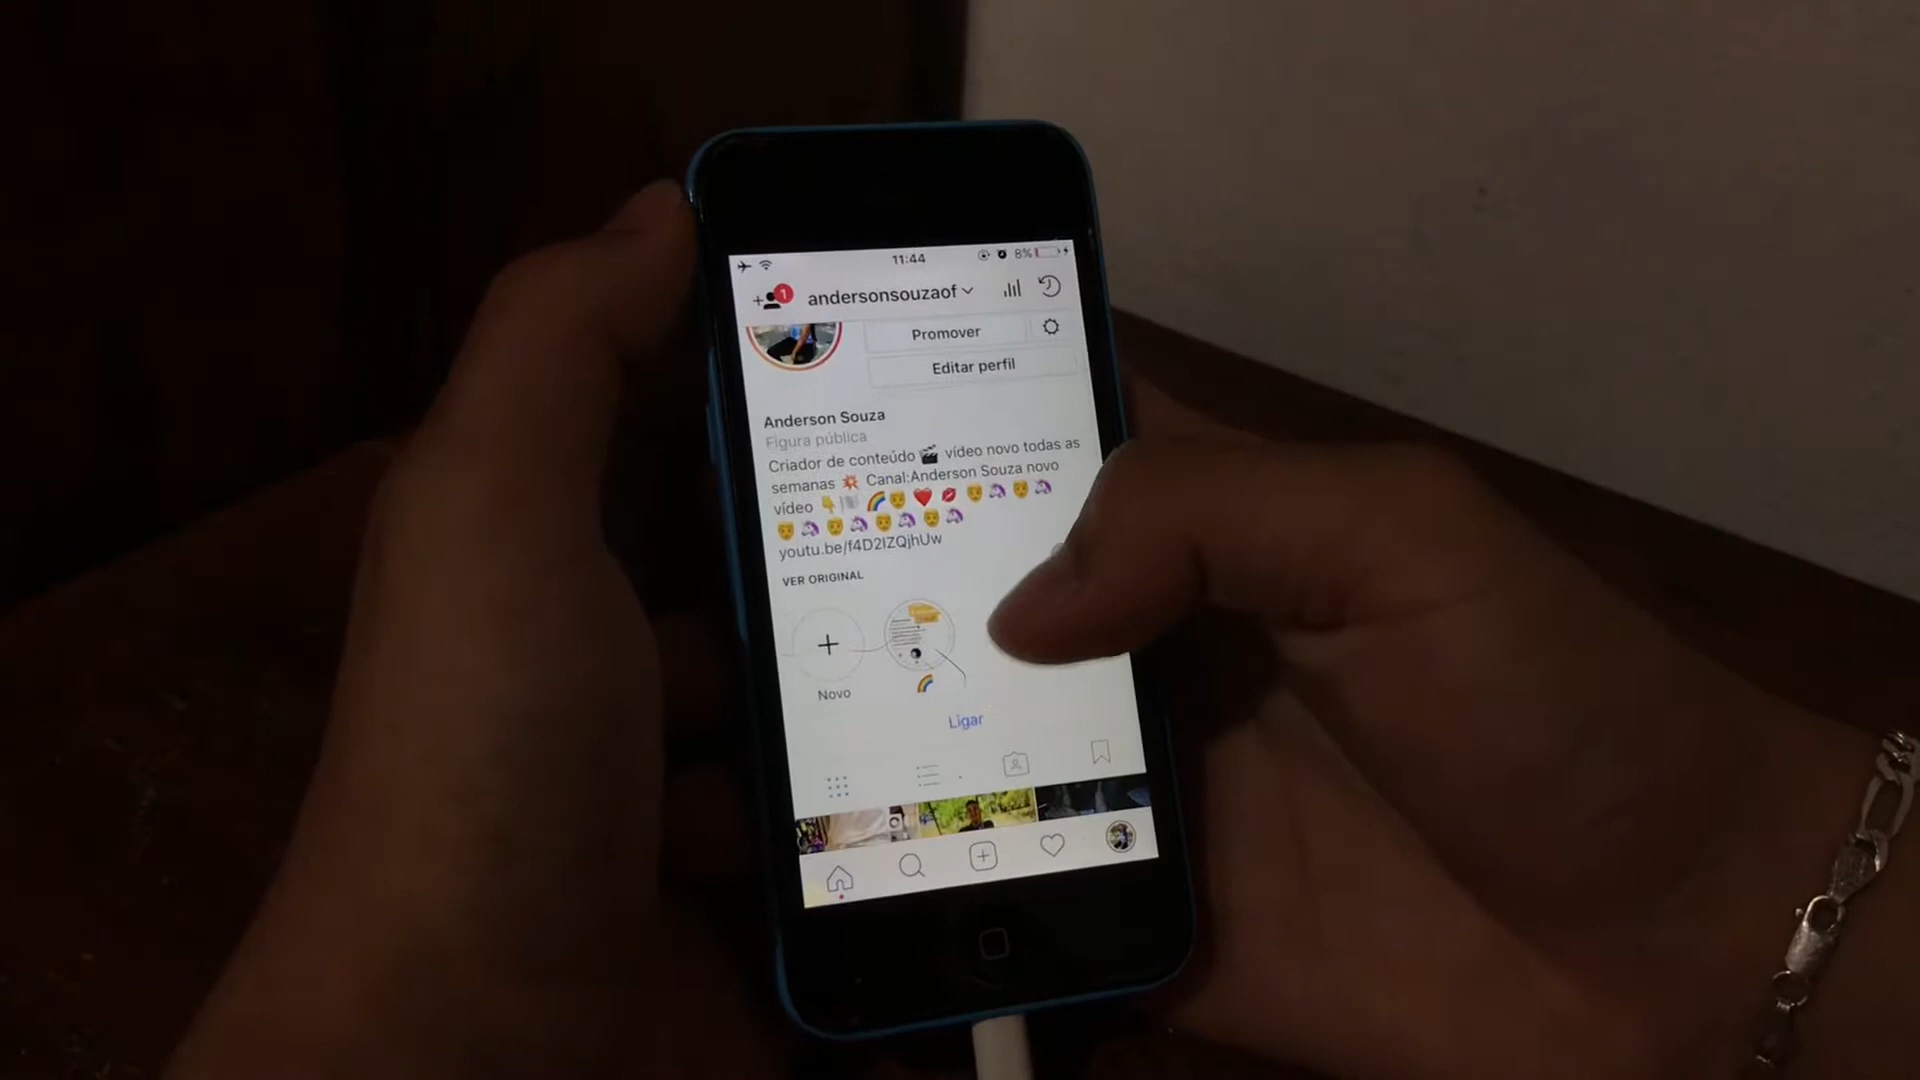 11:44
8%
1
andersonsouzaof
Promover
Editar perfil
Anderson Souza
Figura pública
Criador de conteúdo 🎬 vídeo novo todas as
semanas 💥 Canal:Anderson Souza novo
vídeo 👇🏳️‍🌈👨❤️💋👨🦄👨🦄
👨🦄👨🦄👨🦄👨🦄
youtu.be/f4D2IZQjhUw
VER ORIGINAL
Novo
🌈
Ligar